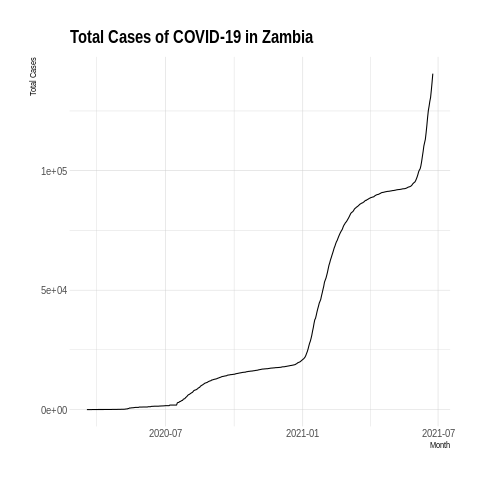 Total Cases of COVID-19 in Zambia
Total Cases
1e+05
5e+04
0e+00
2020-07
2021-01
2021-07
Month